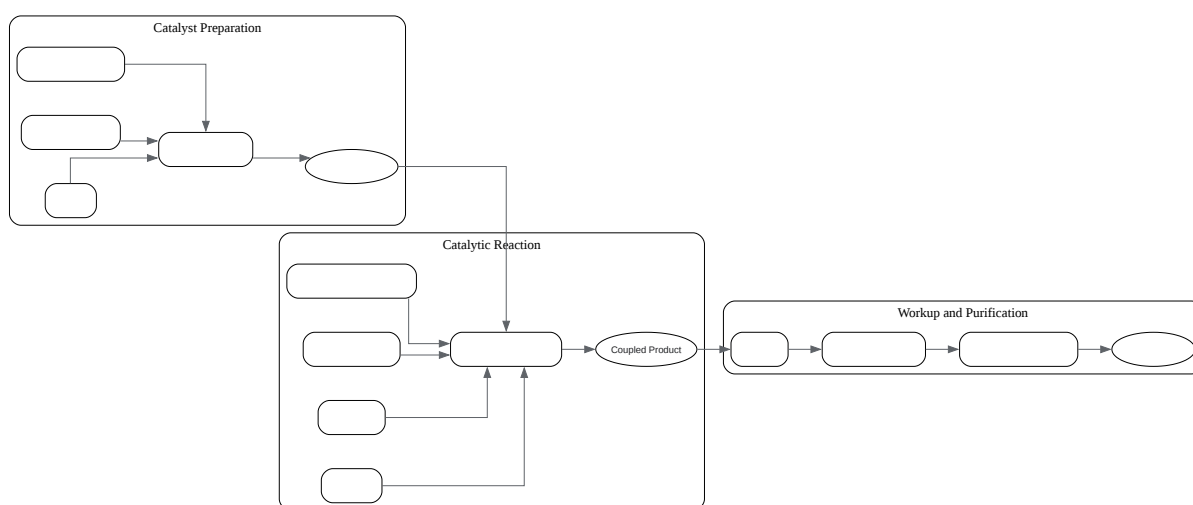 Catalyst Preparation
Catalytic Reaction
Workup and Purification
Coupled Product